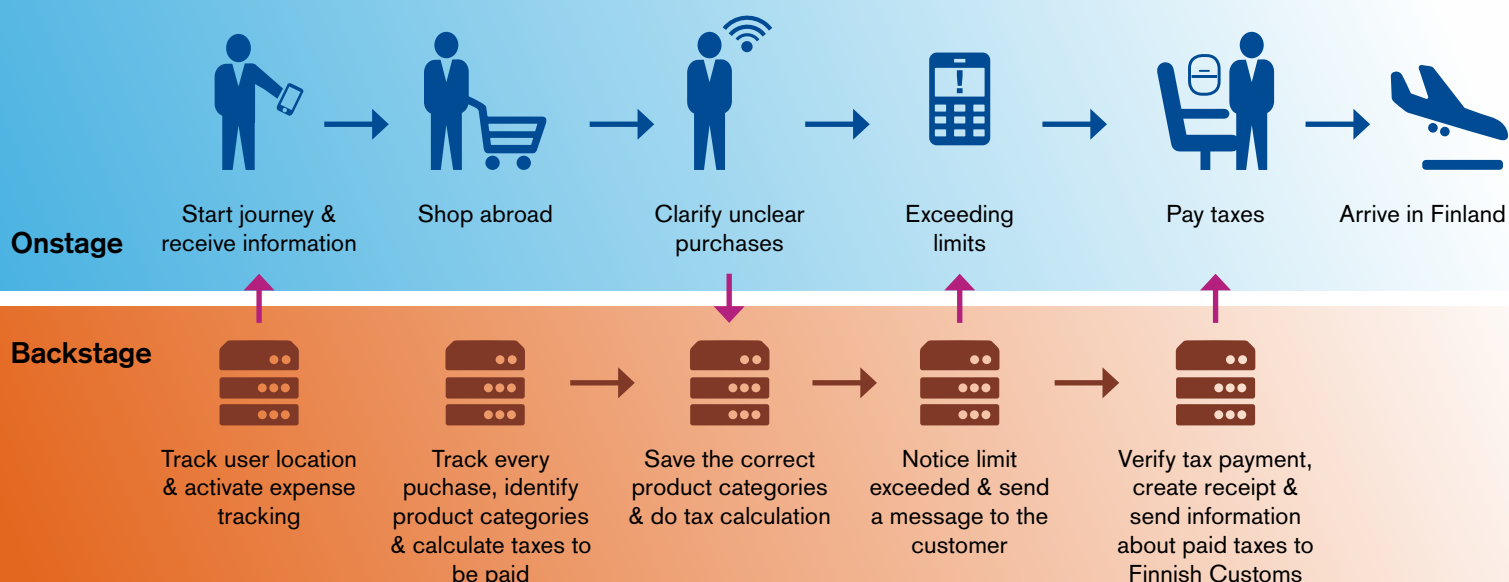 Start journey &
receive information
Shop abroad
Clarify unclear
purchases
Exceeding
limits
Pay taxes
Arrive in Finland
Onstage
Backstage
Track user location
& activate expense
tracking
Track every
puchase, identify
product categories
& calculate taxes to
be paid
Save the correct
product categories
& do tax calculation
Notice limit
exceeded & send
a message to the
customer
Verify tax payment,
create receipt &
send information
about paid taxes to
Finnish Customs